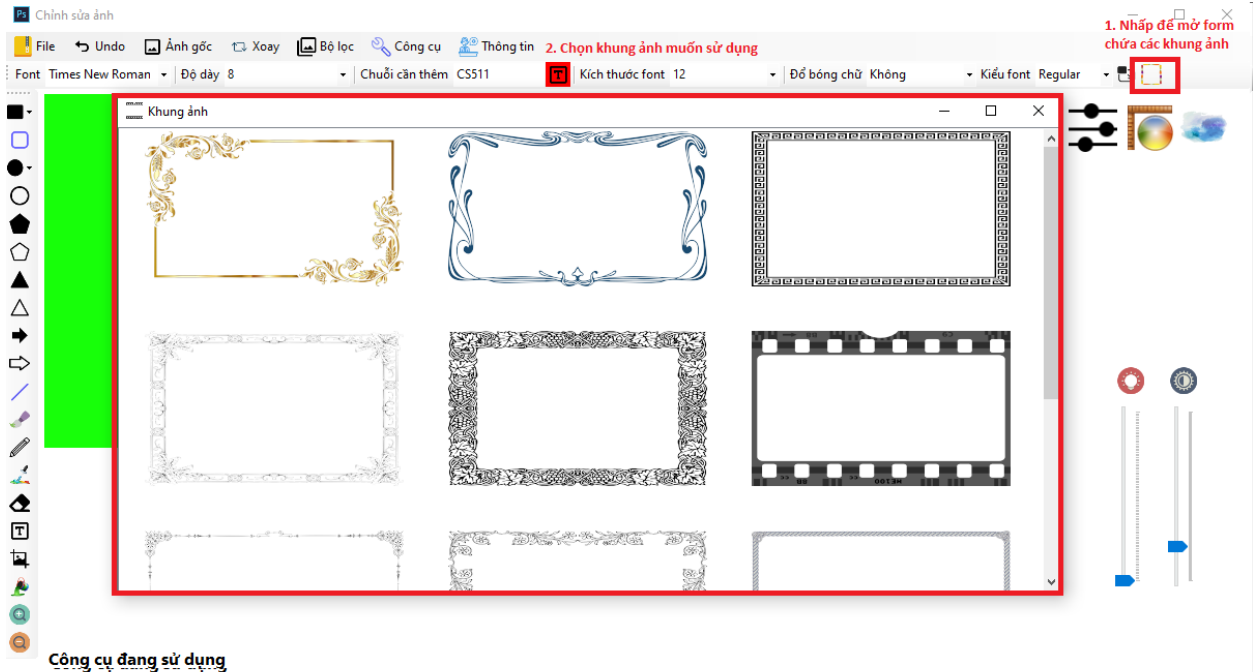 Ps Chỉnh sửa ảnh
1. Nhấp để mở form
chứa các khung ảnh
File Undo Ảnh gốc Xoay Bộ lọc Công cụ Thông tin 2. Chọn khung ảnh muốn sử dụng
Font Times New Roman Độ dày 8 Chuỗi cần thêm CS511 T Kích thước font 12 Đổ bóng chữ Không Kiểu font Regular
Khung ảnh
T
Công cụ đang sử dụng